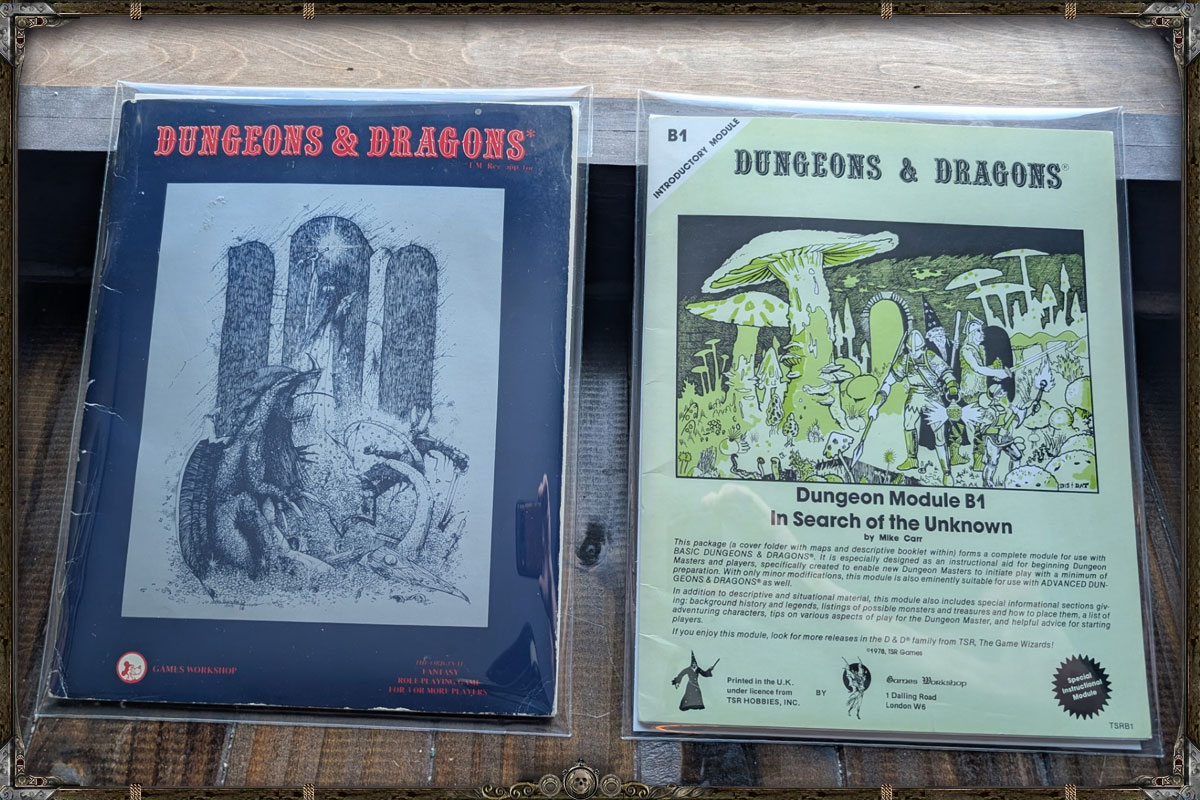 DUNGEONS & DRAGONS*
GAMES WORKSHOP
THE ORIGINAL
FANTASY
ROLE PLAYING GAME
FOR 3 OR MORE PLAYERS
B1
INTRODUCTORY MODULE
DUNGEONS & DRAGONS®
Dungeon Module B1
In Search of the Unknown
by Mike Carr
This package (a cover folder with maps and descriptive booklet within) forms a complete module for use with
BASIC DUNGEONS & DRAGONS®. It is especially designed as an instructional aid for beginning Dungeon
Masters and players, specifically created to enable new Dungeon Masters to initiate play with a minimum of
preparation. With only minor modifications, this module is also eminently suitable for use with ADVANCED DUN-
GEONS & DRAGONS® as well.
In addition to descriptive and situational material, this module also includes special informational sections giv-
ing: background history and legends, listings of possible monsters and treasures and how to place them, a list of
adventuring characters, tips on various aspects of play for the Dungeon Master, and helpful advice for starting
players.
If you enjoy this module, look for more releases in the D & D® family from TSR, The Game Wizards!
©1978, TSR Games
Printed in the U.K.
under licence from
TSR HOBBIES, INC.
BY
Games Workshop
1 Dalling Road
London W6
Special
Instructional
Module
TSRB1